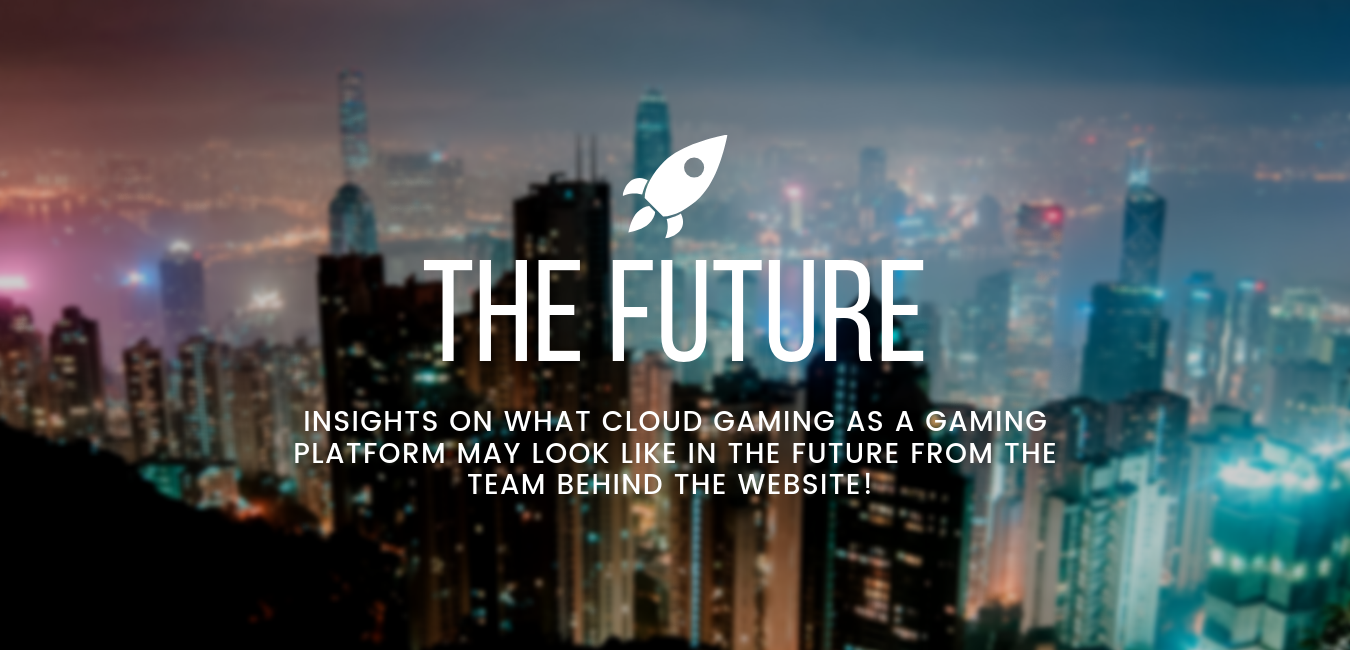 THE FUTURE
INSIGHTS ON WHAT CLOUD GAMING AS A GAMING
PLATFORM MAY LOOK LIKE IN THE FUTURE FROM THE
TEAM BEHIND THE WEBSITE!